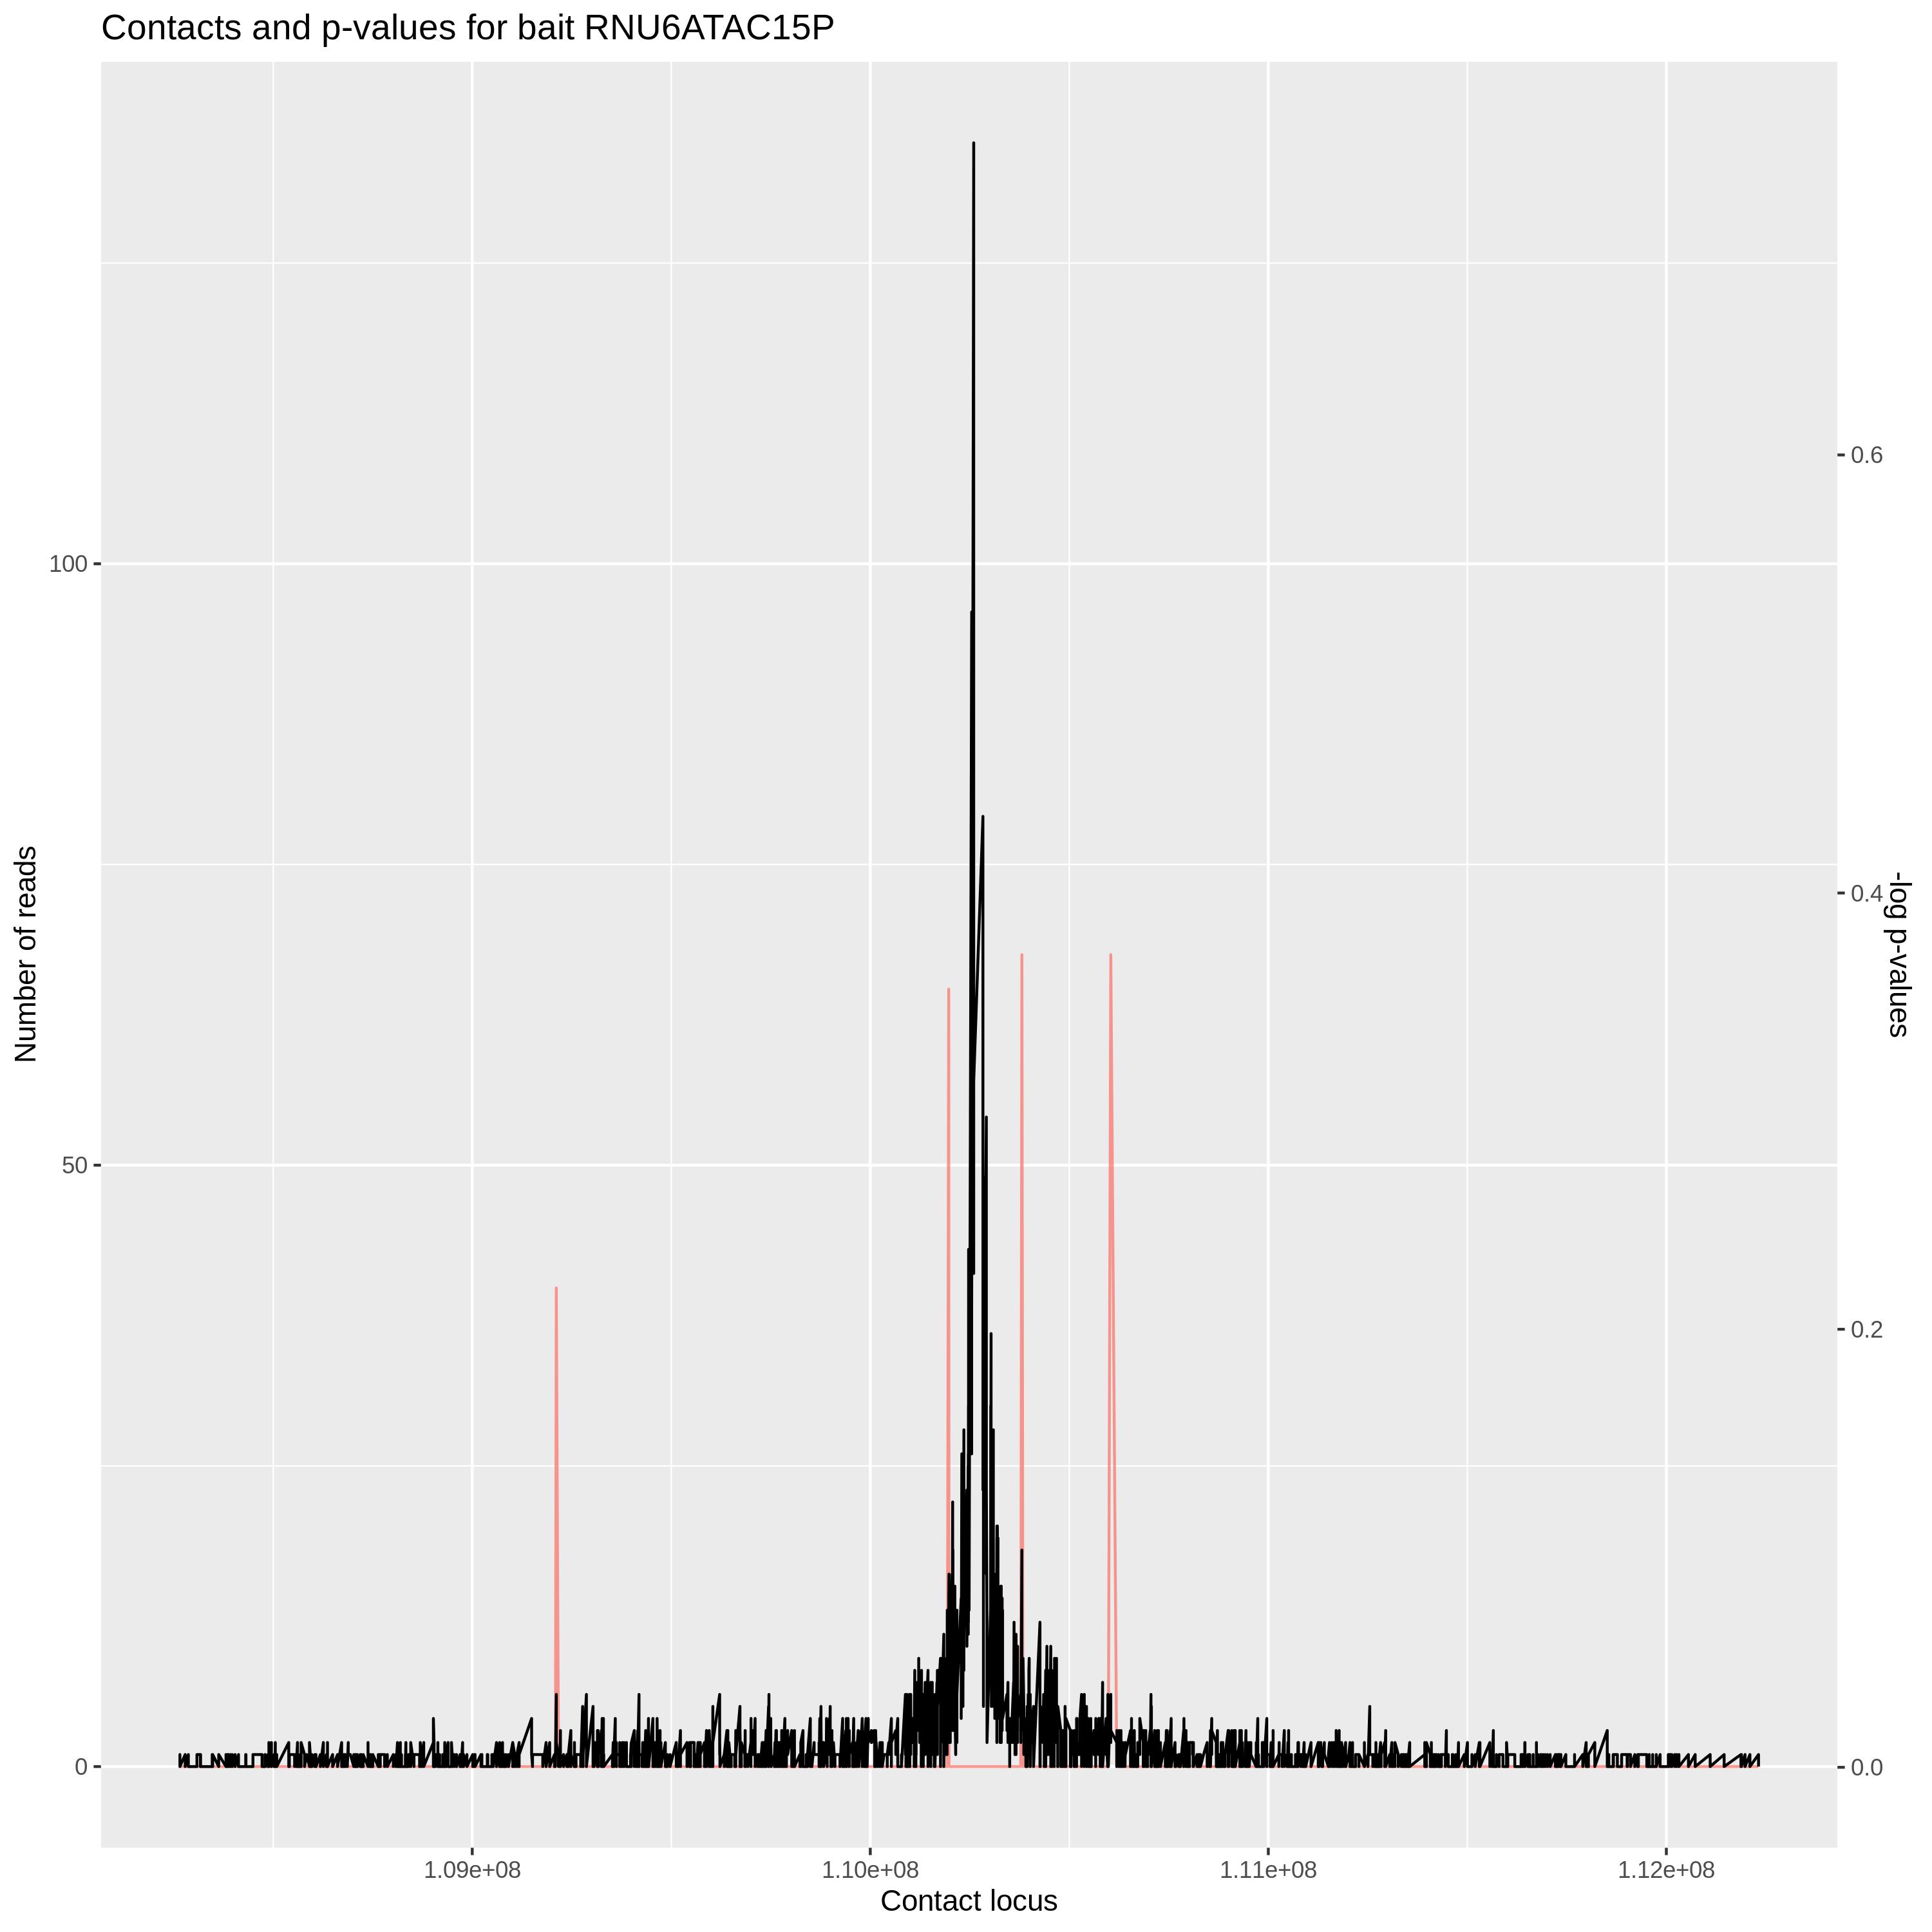 Contacts and p-values for bait RNU6ATAC15P
Number of reads
100
50
0
0.6
0.4
0.2
0.0
-log p-values
1.09e+08
1.10e+08
1.11e+08
1.12e+08
Contact locus